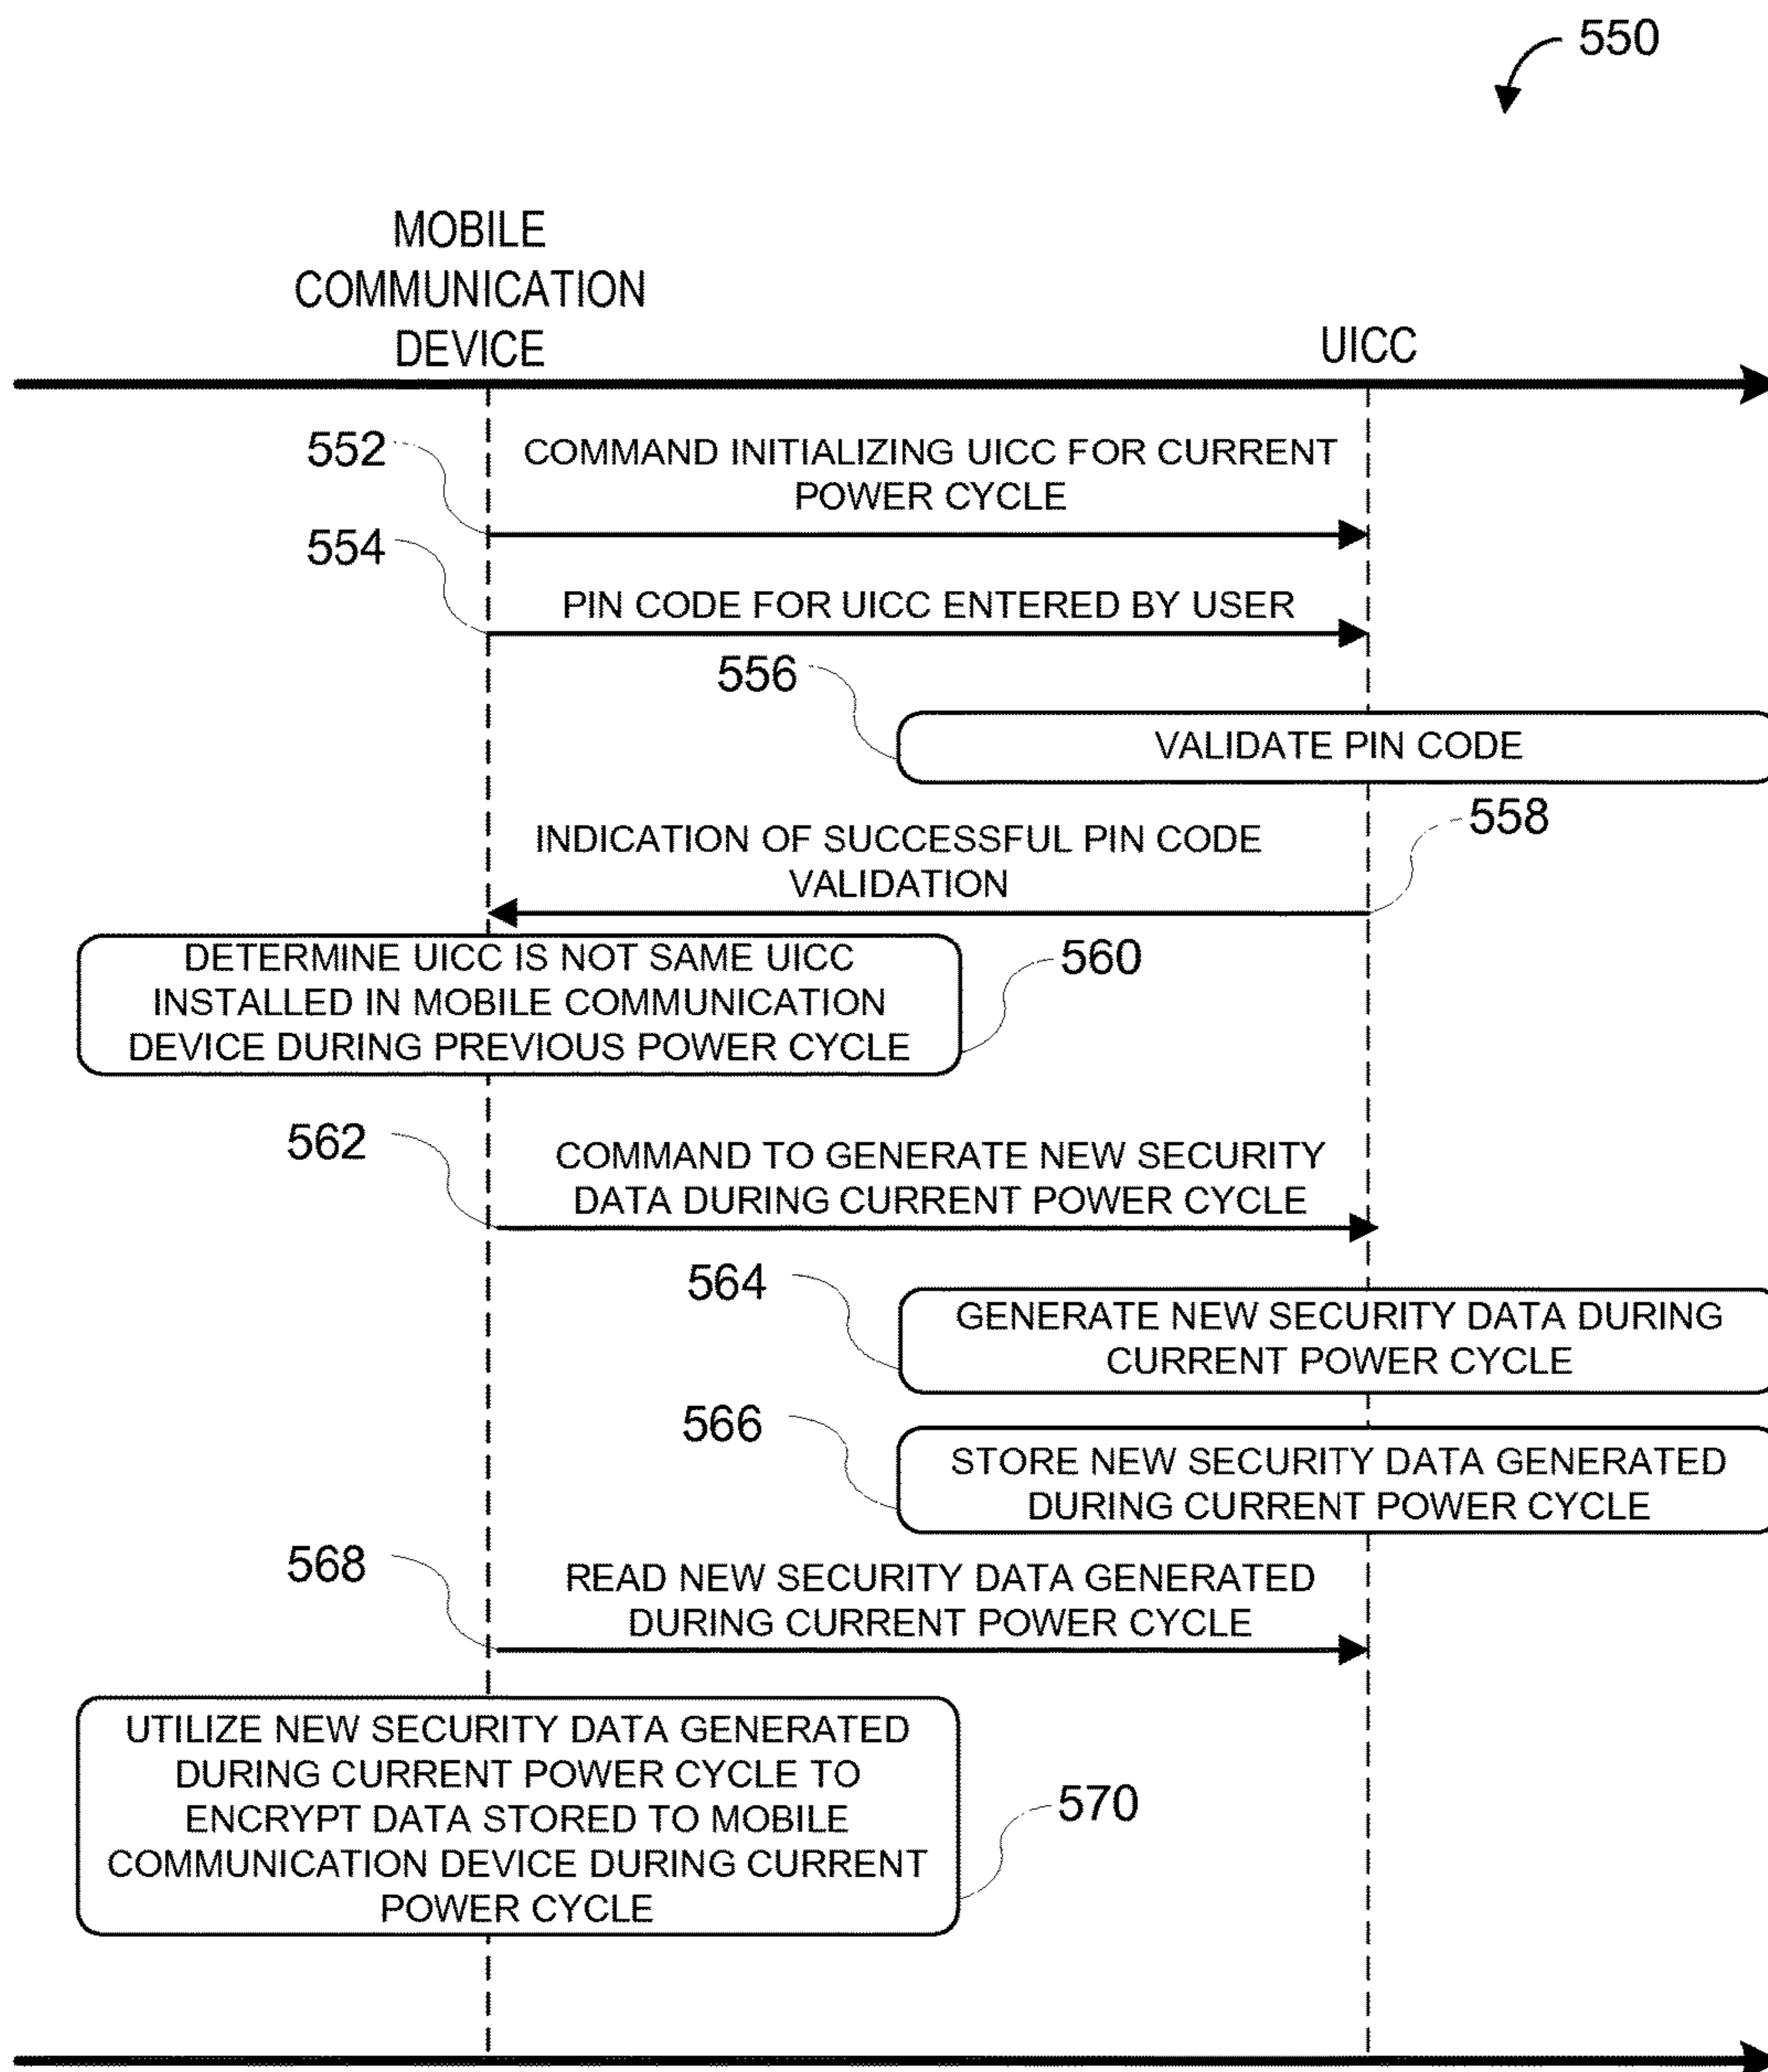 550
MOBILE
COMMUNICATION
DEVICE
UICC
552
COMMAND INITIALIZING UICC FOR CURRENT
POWER CYCLE
554
PIN CODE FOR UICC ENTERED BY USER
556
VALIDATE PIN CODE
558
INDICATION OF SUCCESSFUL PIN CODE
VALIDATION
DETERMINE UICC IS NOT SAME UICC
INSTALLED IN MOBILE COMMUNICATION
DEVICE DURING PREVIOUS POWER CYCLE
560
562
COMMAND TO GENERATE NEW SECURITY
DATA DURING CURRENT POWER CYCLE
564
GENERATE NEW SECURITY DATA DURING
CURRENT POWER CYCLE
566
STORE NEW SECURITY DATA GENERATED
DURING CURRENT POWER CYCLE
568
READ NEW SECURITY DATA GENERATED
DURING CURRENT POWER CYCLE
UTILIZE NEW SECURITY DATA GENERATED
DURING CURRENT POWER CYCLE TO
ENCRYPT DATA STORED TO MOBILE
COMMUNICATION DEVICE DURING CURRENT
POWER CYCLE
570